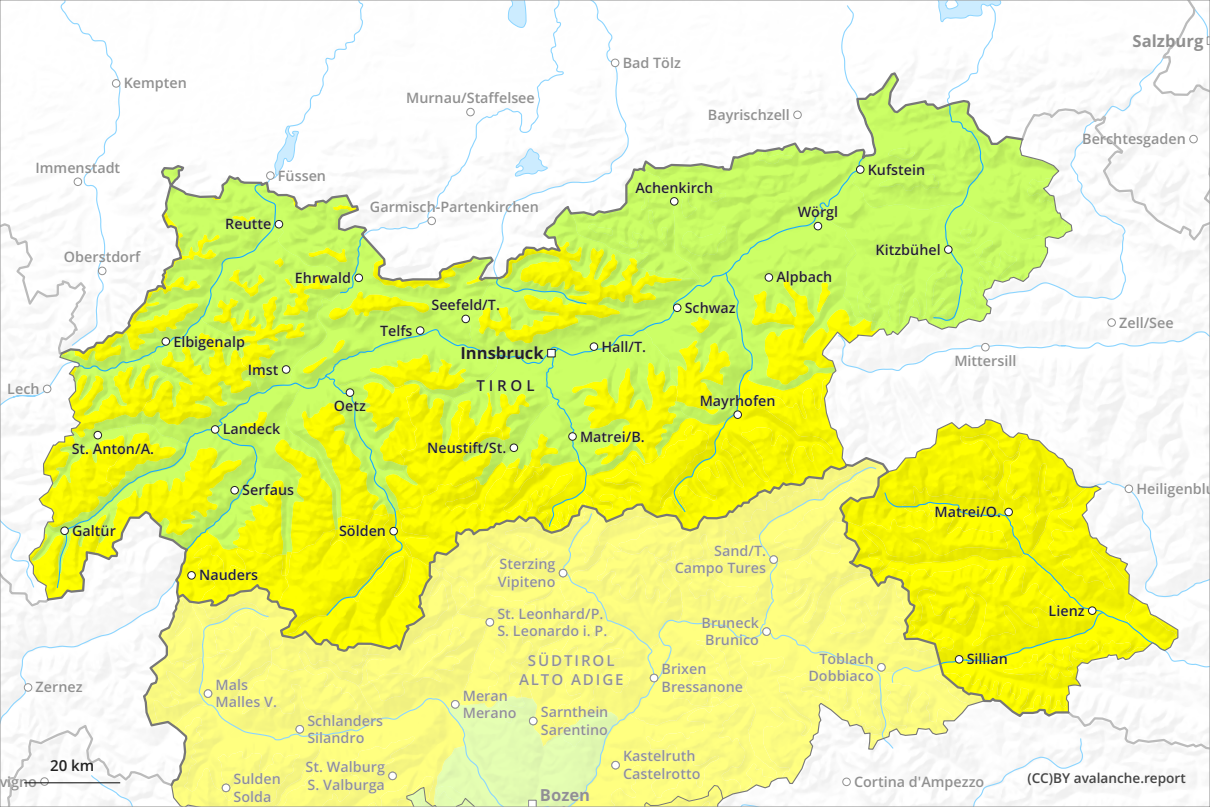 Salzburg
Bad Tölz
Kempten
Murnau/Staffelsee
Bayrischzell
Berchtesgaden
Immenstadt
Füssen
Kufstein
Achenkirch
Garmisch-Partenkirchen
Wörgl
Reutte
Kitzbühel
Oberstdorf
Ehrwald
Alpbach
Seefeld/T.
Schwaz
Telfs
Zell/See
Elbigenalp
Innsbruck
Hall/T.
Mittersill
Imst
TIROL
Lech
Oetz
Mayrhofen
Landeck
Matrei/B.
St. Anton/A.
Neustift/St.
Serfaus
Heiligenblu
Matrei/O.
Galtür
Sölden
Sand/T.
Campo Tures
Sterzing
Vipiteno
Nauders
Lienz
St. Leonhard/P.
S. Leonardo i. P.
Bruneck
Brunico
SÜDTIROL
ALTO ADIGE
Sillian
Toblach
Dobbiaco
Brixen
Bressanone
Zernez
Mals
Malles V.
Meran
Merano
Sarnthein
Sarentino
Schlanders
Silandro
Kastelruth
Castelrotto
20 km
St. Walburg
S. Valburga
vigno
Sulden
Solda
Cortina d'Ampezzo
(CC)BY avalanche.report
Bozen